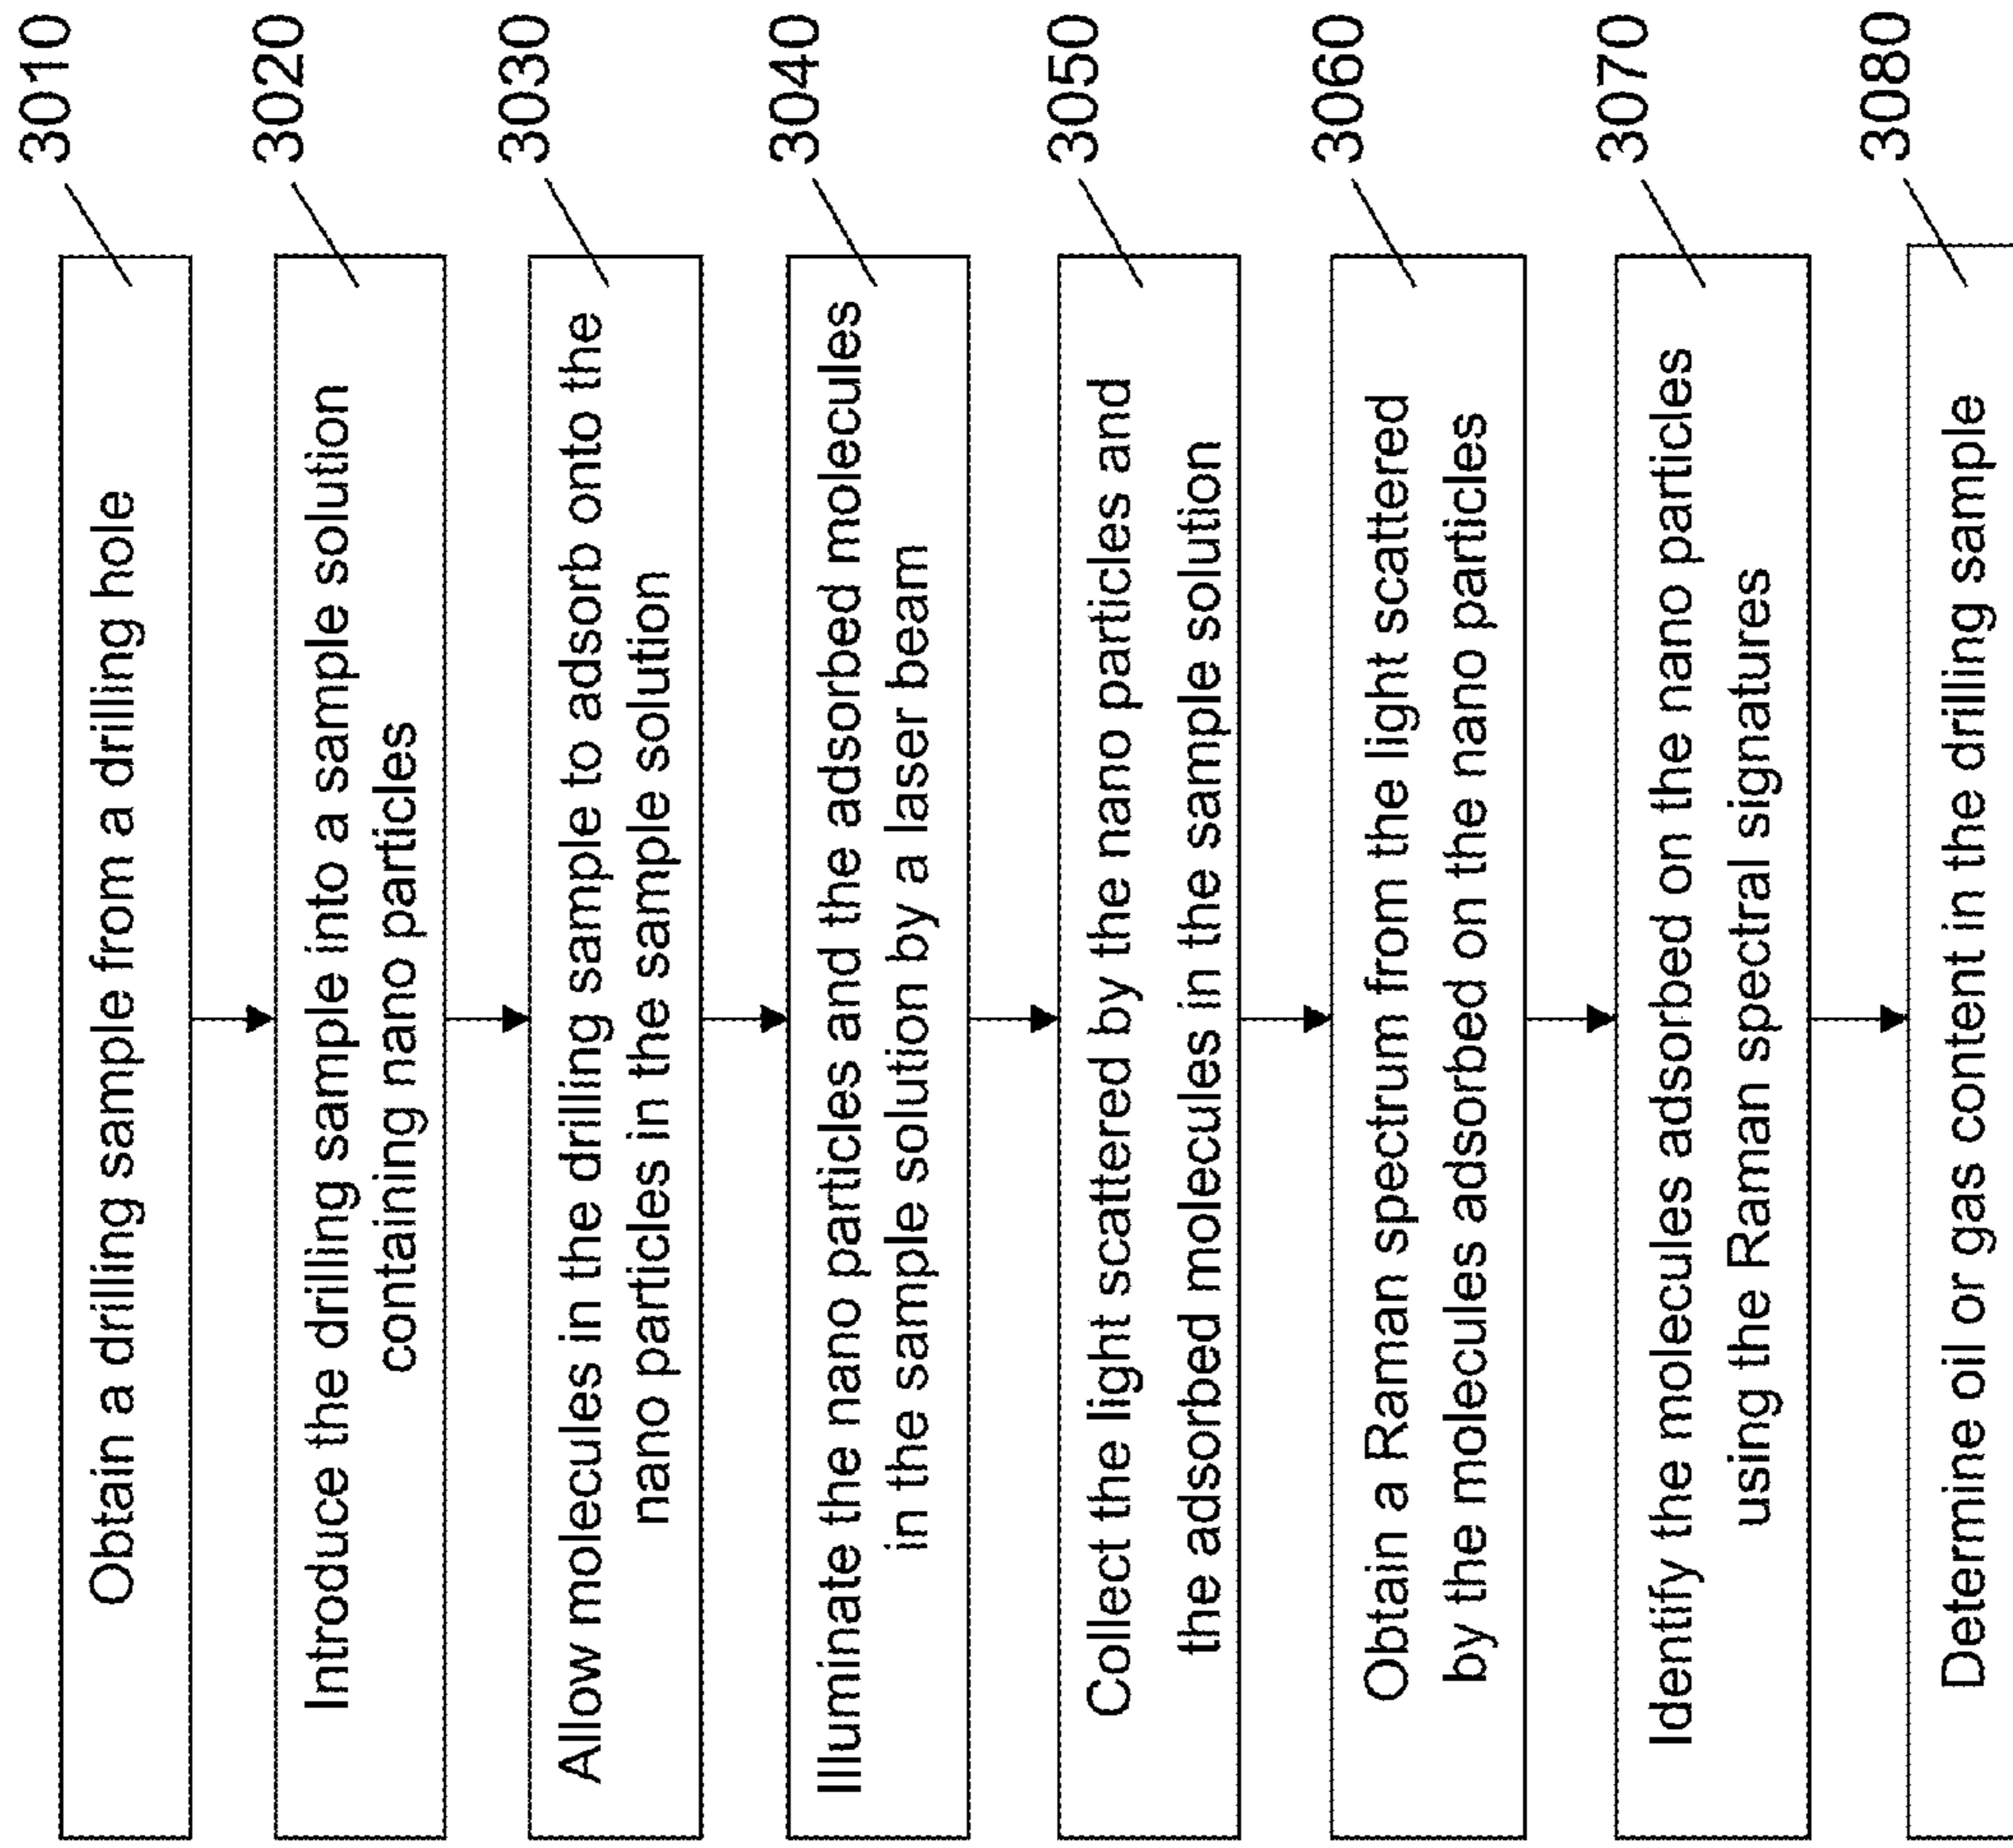 Obtain a drilling sample from a drilling hole
3010
Introduce the drilling sample into a sample solution
containing nano particles
3020
Allow molecules in the drilling sample to adsorb onto the
nano particles in the sample solution
3030
Illuminate the nano particles and the adsorbed molecules
in the sample solution by a laser beam
3040
Collect the light scattered by the nano particles and
the adsorbed molecules in the sample solution
3050
Obtain a Raman spectrum from the light scattered
by the molecules adsorbed on the nano particles
3060
Identify the molecules adsorbed on the nano particles
using the Raman spectral signatures
3070
Determine oil or gas content in the drilling sample
3080